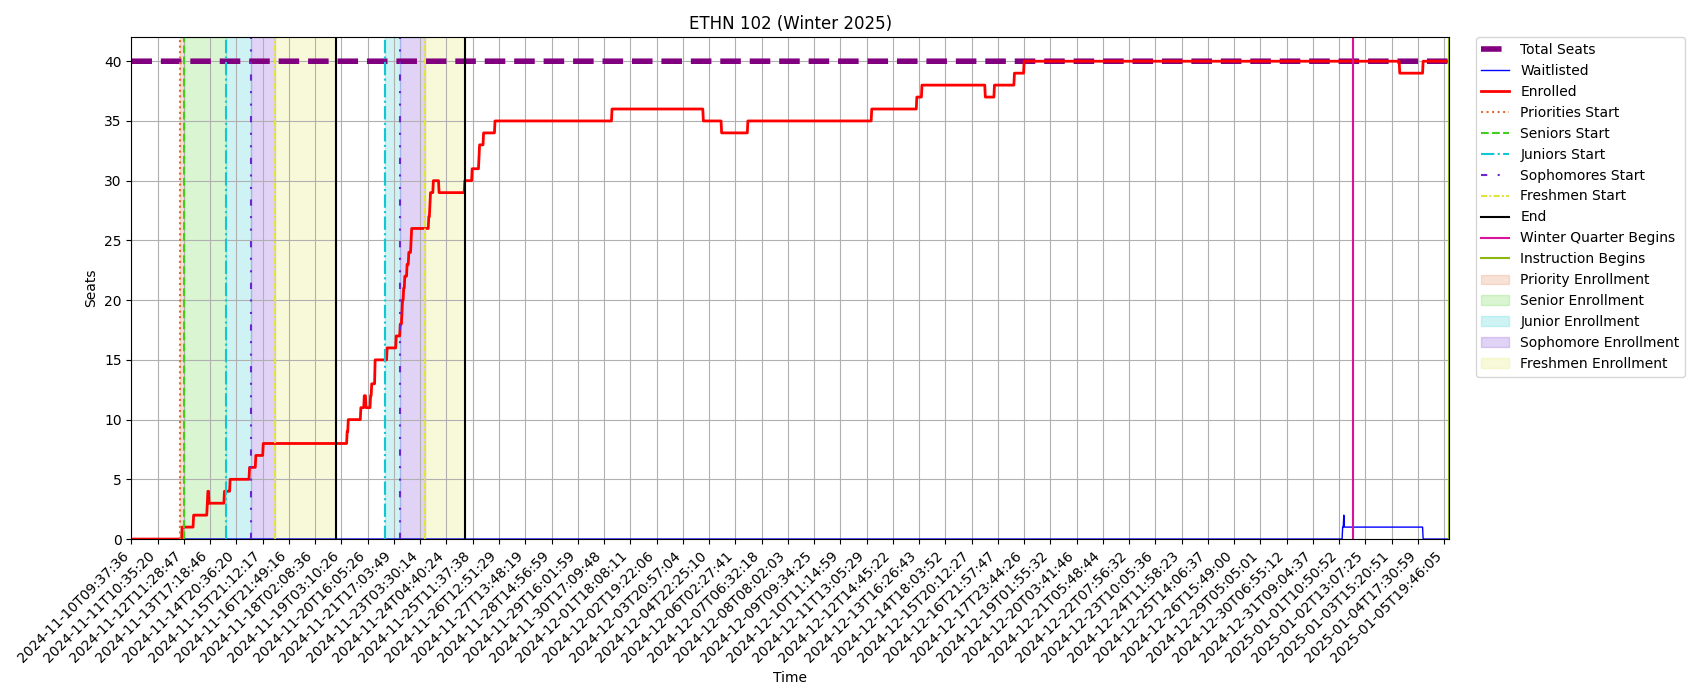 ETHN 102 (Winter 2025)
Seats
40
35
30
25
20
15
10
5
0
2024-11-10T09:37:36
2024-11-11T10:35:20
2024-11-12T11:28:47
2024-11-13T17:18:46
2024-11-14T20:36:20
2024-11-15T21:12:17
2024-11-16T21:49:16
2024-11-18T02:08:36
2024-11-19T03:10:26
2024-11-20T16:05:26
2024-11-21T17:03:49
2024-11-23T03:30:14
2024-11-24T04:40:24
2024-11-25T11:37:38
2024-11-26T12:51:29
2024-11-27T13:48:19
2024-11-28T14:56:59
2024-11-29T16:01:59
2024-11-30T17:09:48
2024-12-01T18:08:11
2024-12-02T19:22:06
2024-12-03T20:57:04
2024-12-04T22:25:10
2024-12-06T02:27:41
2024-12-07T06:32:18
2024-12-08T08:02:03
2024-12-09T09:34:25
2024-12-10T11:14:59
2024-12-11T13:05:29
2024-12-12T14:45:22
2024-12-13T16:26:43
2024-12-14T18:03:52
2024-12-15T20:12:27
2024-12-16T21:57:47
2024-12-17T23:44:26
2024-12-19T01:55:32
2024-12-20T03:41:46
2024-12-21T05:48:44
2024-12-22T07:56:32
2024-12-23T10:05:36
2024-12-24T11:58:23
2024-12-25T14:06:37
2024-12-26T15:49:00
2024-12-29T05:05:01
2024-12-30T06:55:12
2024-12-31T09:04:37
2025-01-01T10:50:52
2025-01-02T13:07:25
2025-01-03T15:20:51
2025-01-04T17:30:59
2025-01-05T19:46:05
Time
Total Seats
Waitlisted
Enrolled
Priorities Start
Seniors Start
Juniors Start
Sophomores Start
Freshmen Start
End
Winter Quarter Begins
Instruction Begins
Priority Enrollment
Senior Enrollment
Junior Enrollment
Sophomore Enrollment
Freshmen Enrollment